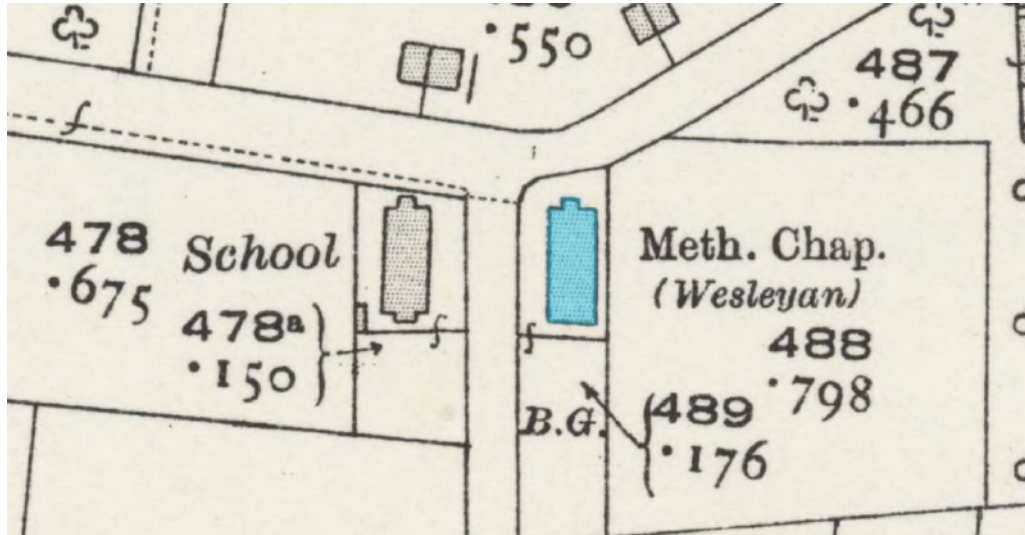 ·550
487
·466
478
·675
School
478a
·150
Meth. Chap.
(Wesleyan)
488
·798
B.G.
489
·176